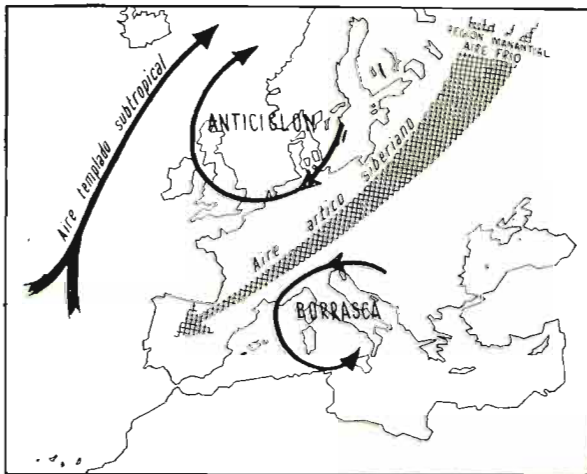 REGION MANANTIAL
AIRE FRIO
Aire templado subtropical
ANTICICLON
Aire artico siberiano
BORRASCA